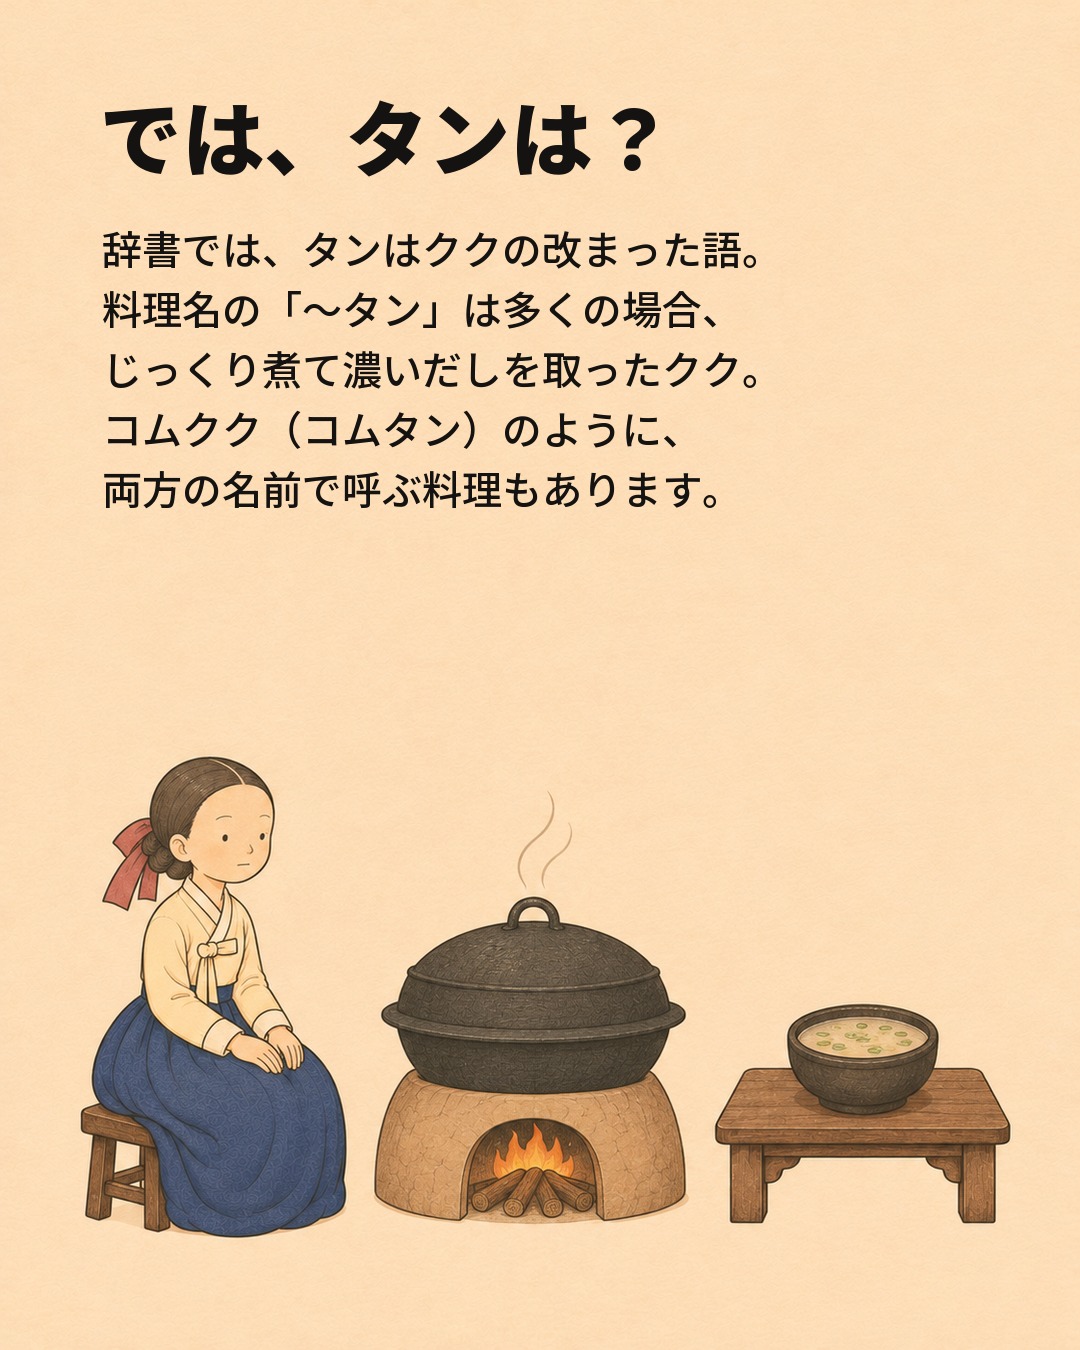 では、タンは？
辞書では、タンはククの改まった語。
料理名の「〜タン」は多くの場合、
じっくり煮て濃いだしを取ったクク。
コムクク（コムタン）のように、
両方の名前で呼ぶ料理もあります。